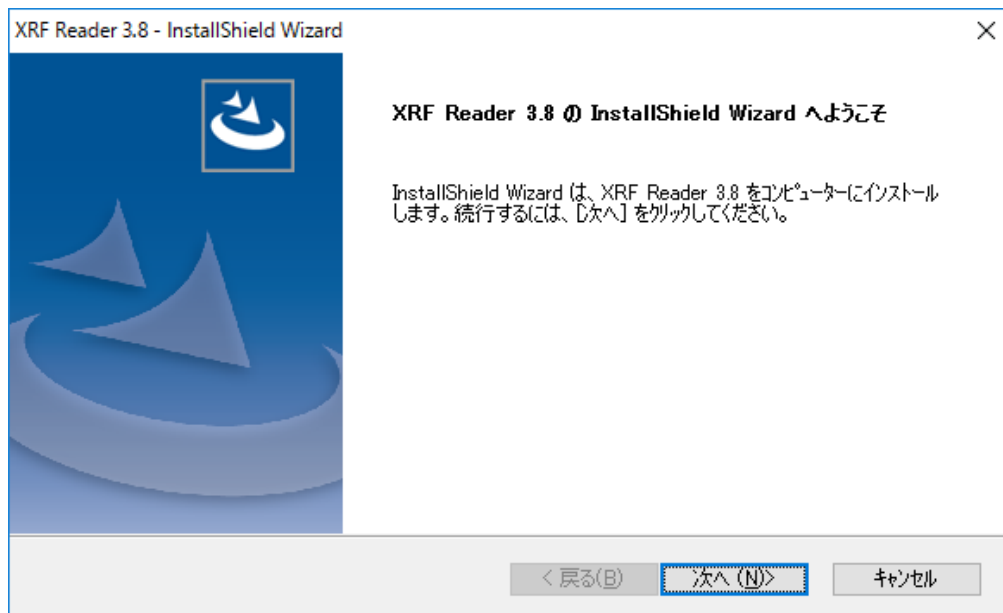 XRF Reader 3.8 - InstallShield Wizard
XRF Reader 3.8 の InstallShield Wizard へようこそ
InstallShield Wizard は、XRF Reader 3.8 をコンピューターにインストール
します。続行するには、[次へ] をクリックしてください。
< 戻る(B)
次へ (N)>
キャンセル